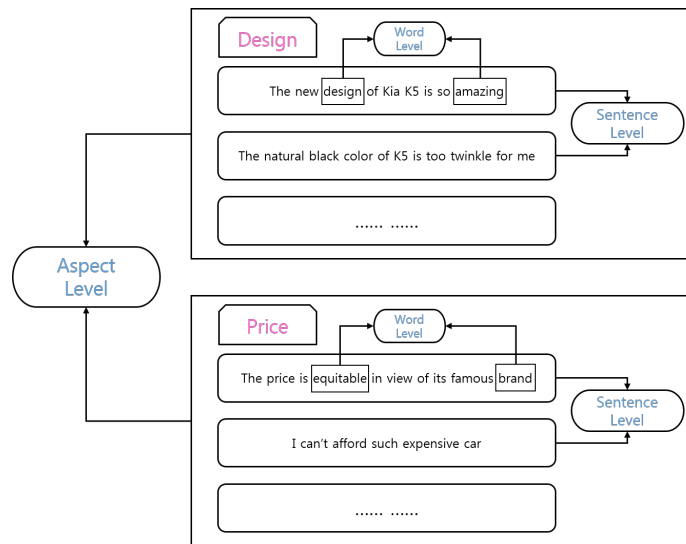 Design
Word
Level
The new design of Kia K5 is so amazing
Sentence
Level
The natural black color of K5 is too twinkle for me
...... ......
Aspect
Level
Price
Word
Level
The price is equitable in view of its famous brand
Sentence
Level
I can't afford such expensive car
...... ......